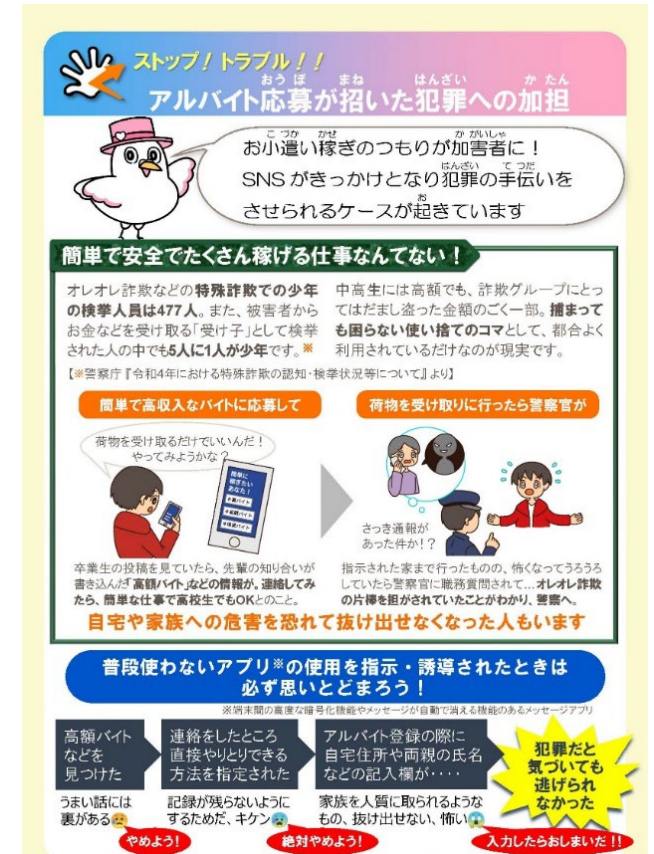 ストップ！トラブル！！
アルバイト応募が招いた犯罪への加担
お小遣い稼ぎのつもりが加害者に！
SNSがきっかけとなり犯罪の手伝いを
させられるケースが起きています
簡単で安全でたくさん稼げる仕事なんてない！
オレオレ詐欺などの特殊詐欺での少年
の検挙人員は477人。また、被害者から
お金などを受け取る「受け子」として検挙
された人の中でも5人に1人が少年です。※
中高生には高額でも、詐欺グループにとっ
てはだまし盗った金額のごく一部。捕まって
も困らない使い捨てのコマとして、都合よく
利用されているだけなのが現実です。
【※警察庁『令和4年における特殊詐欺の認知・検挙状況等について』より】
簡単で高収入なバイトに応募して
荷物を受け取るだけでいいんだ！
やってみようかな？
簡単に
稼ぎたい
あなた！
卒業生の投稿を見ていたら、先輩の知り合いが
書き込んだ「高額バイト」などの情報が。連絡してみ
たら、簡単な仕事で高校生でもOKとのこと。
荷物を受け取りに行ったら警察官が
さっき通報が
あった件か！？
指示された家まで行ったものの、怖くなってうろうろ
していたら警察官に職務質問されて…オレオレ詐欺
の片棒を担がされていたことがわかり、警察へ。
自宅や家族への危害を恐れて抜け出せなくなった人もいます
普段使わないアプリ※の使用を指示・誘導されたときは
必ず思いとどまろう！
※端末間の高度な暗号化機能やメッセージが自動で消える機能のあるメッセージアプリ
高額バイト
などを
見つけた
うまい話には
裏がある
やめよう！
連絡をしたところ
直接やりとりできる
方法を指定された
記録が残らないように
するためだ、キケン
絶対やめよう！
アルバイト登録の際に
自宅住所や両親の氏名
などの記入欄が・・・・
家族を人質に取られるような
もの、抜け出せない、怖い
入力したらおしまいだ！！
犯罪だと
気づいても
逃げられ
なかった